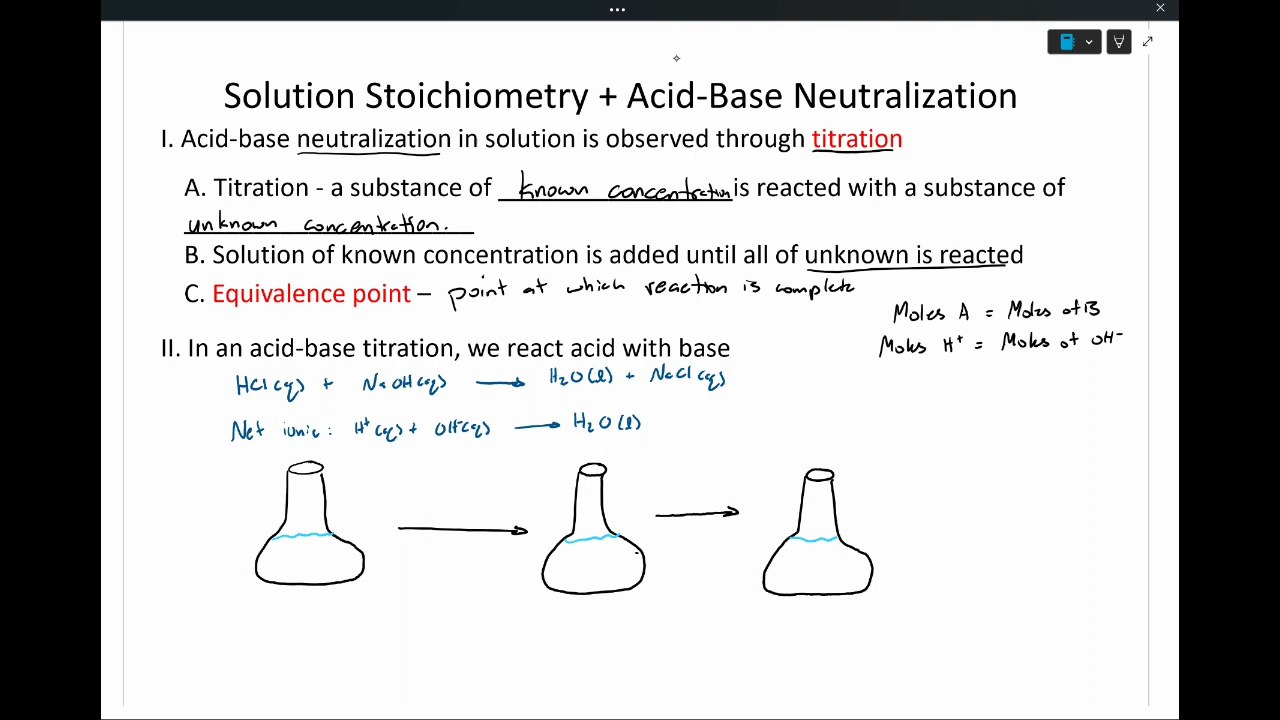 Solution Stoichiometry + Acid-Base Neutralization
I. Acid-base neutralization in solution is observed through titration
A. Titration - a substance of known concentration is reacted with a substance of
unknown concentration.
B. Solution of known concentration is added until all of unknown is reacted
C. Equivalence point – point at which reaction is complete
Moles A = Moles of B
Moles H⁺ = Moles of OH⁻
II. In an acid-base titration, we react acid with base
HCl(aq) + NaOH(aq) → H₂O(l) + NaCl(aq)
Net ionic: H⁺(aq) + OH⁻(aq) → H₂O(l)